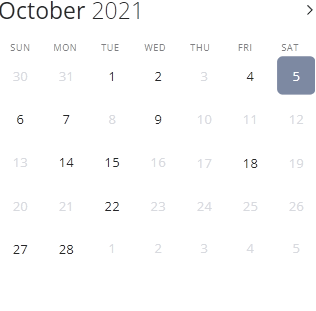 October 2021
SUN MON TUE WED THU FRI SAT
30 31 1 2 3 4 5
6 7 8 9 10 11 12
13 14 15 16 17 18 19
20 21 22 23 24 25 26
27 28 1 2 3 4 5